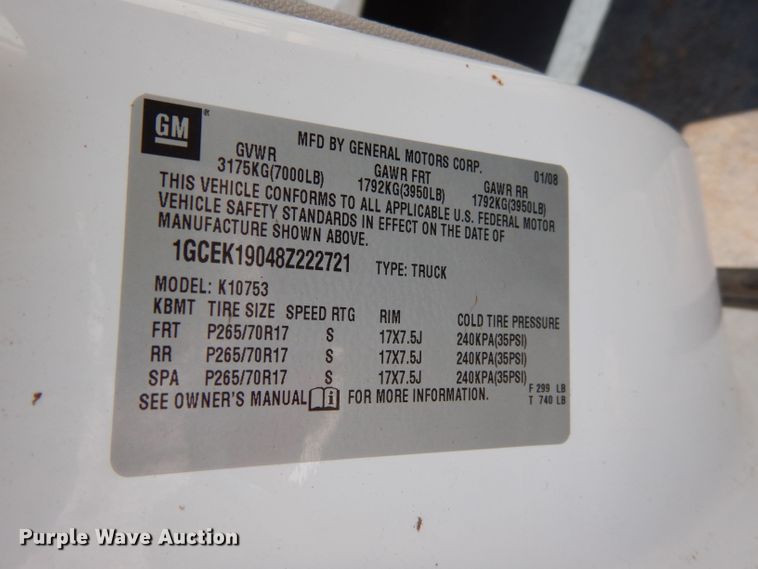 GM
MFD BY GENERAL MOTORS CORP. 01/08
GVWR GAWR FRT GAWR RR
3175KG(7000LB) 1792KG(3950LB) 1792KG(3950LB)
THIS VEHICLE CONFORMS TO ALL APPLICABLE U.S. FEDERAL MOTOR
VEHICLE SAFETY STANDARDS IN EFFECT ON THE DATE OF
MANUFACTURE SHOWN ABOVE.
1GCEK19048Z222721 TYPE: TRUCK
MODEL: K10753
KBMT TIRE SIZE SPEED RTG RIM COLD TIRE PRESSURE
FRT P265/70R17 S 17X7.5J 240KPA(35PSI)
RR P265/70R17 S 17X7.5J 240KPA(35PSI)
SPA P265/70R17 S 17X7.5J 240KPA(35PSI)
SEE OWNER'S MANUAL FOR MORE INFORMATION.
F 299 LB
T 740 LB
Purple Wave Auction